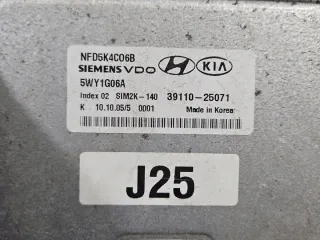 NFD5K4C06B
SIEMENS VDO KIA
5WY1G06A
Index 02 SIM2K-140 39110-25071
K 10.10.05/5 0001 Made in Korea
J25